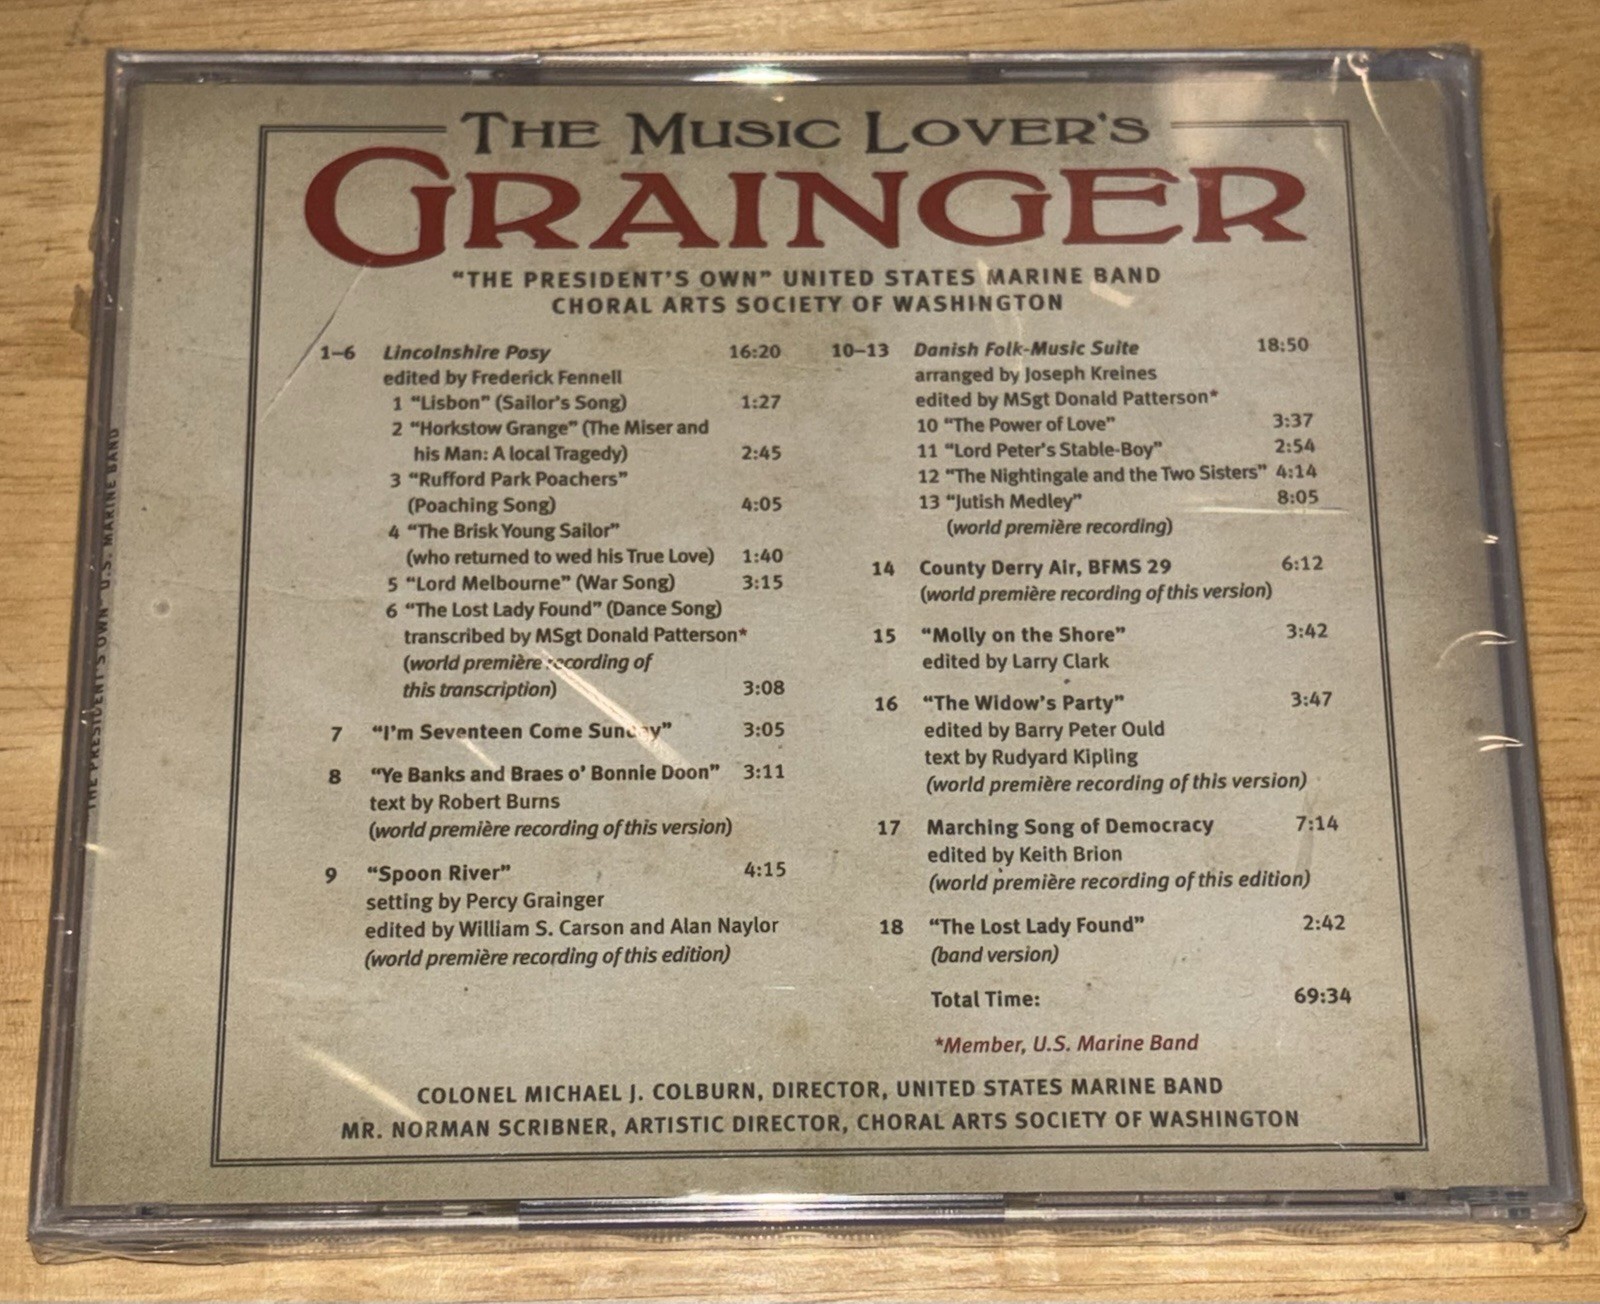 THE MUSIC LOVER'S
GRAINGER
"THE PRESIDENT'S OWN" UNITED STATES MARINE BAND
CHORAL ARTS SOCIETY OF WASHINGTON
1–6 Lincolnshire Posy 16:20
edited by Frederick Fennell
1 "Lisbon" (Sailor's Song) 1:27
2 "Horkstow Grange" (The Miser and
his Man: A local Tragedy) 2:45
3 "Rufford Park Poachers"
(Poaching Song) 4:05
4 "The Brisk Young Sailor"
(who returned to wed his True Love) 1:40
5 "Lord Melbourne" (War Song) 3:15
6 "The Lost Lady Found" (Dance Song)
transcribed by MSgt Donald Patterson*
(world première recording of
this transcription) 3:08
7 "I'm Seventeen Come Sunday" 3:05
8 "Ye Banks and Braes o' Bonnie Doon" 3:11
text by Robert Burns
(world première recording of this version)
9 "Spoon River" 4:15
setting by Percy Grainger
edited by William S. Carson and Alan Naylor
(world première recording of this edition)
10–13 Danish Folk-Music Suite 18:50
arranged by Joseph Kreines
edited by MSgt Donald Patterson*
10 "The Power of Love" 3:37
11 "Lord Peter's Stable-Boy" 2:54
12 "The Nightingale and the Two Sisters" 4:14
13 "Jutish Medley" 8:05
(world première recording)
14 County Derry Air, BFMS 29 6:12
(world première recording of this version)
15 "Molly on the Shore" 3:42
edited by Larry Clark
16 "The Widow's Party" 3:47
edited by Barry Peter Ould
text by Rudyard Kipling
(world première recording of this version)
17 Marching Song of Democracy 7:14
edited by Keith Brion
(world première recording of this edition)
18 "The Lost Lady Found" 2:42
(band version)
Total Time: 69:34
*Member, U.S. Marine Band
COLONEL MICHAEL J. COLBURN, DIRECTOR, UNITED STATES MARINE BAND
MR. NORMAN SCRIBNER, ARTISTIC DIRECTOR, CHORAL ARTS SOCIETY OF WASHINGTON
"THE PRESIDENT'S OWN" U.S. MARINE BAND